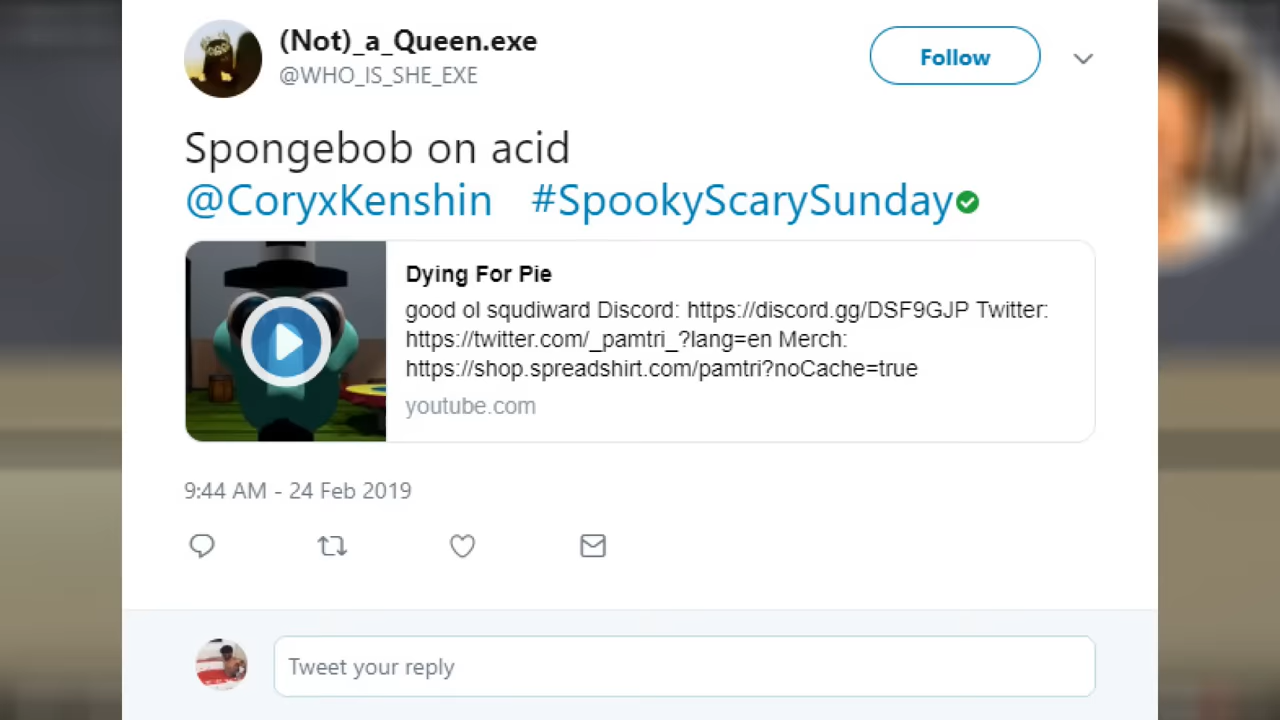 (Not)_a_Queen.exe
@WHO_IS_SHE_EXE
Follow
Spongebob on acid
@CoryxKenshin #SpookyScarySunday
Dying For Pie
good ol squdiward Discord: https://discord.gg/DSF9GJP Twitter:
https://twitter.com/_pamtri_?lang=en Merch:
https://shop.spreadshirt.com/pamtri?noCache=true
youtube.com
9:44 AM - 24 Feb 2019
Tweet your reply